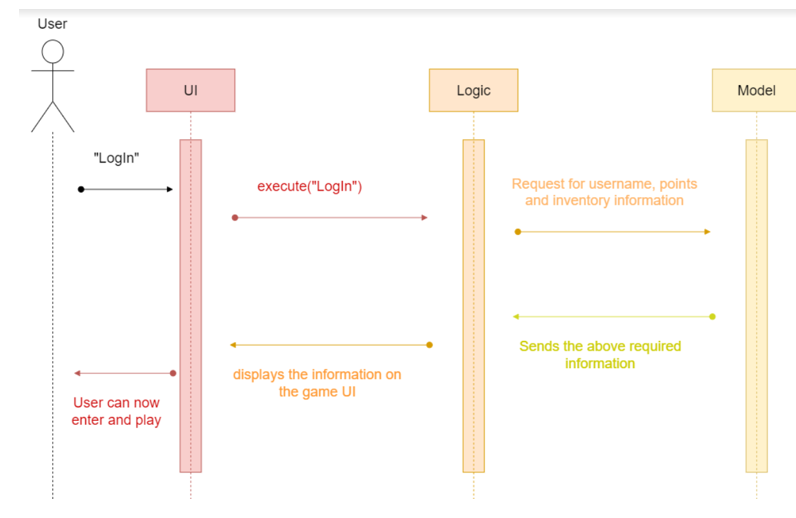 User
UI
Logic
Model
"LogIn"
execute("LogIn")
Request for username, points
and inventory information
Sends the above required
information
displays the information on
the game UI
User can now
enter and play